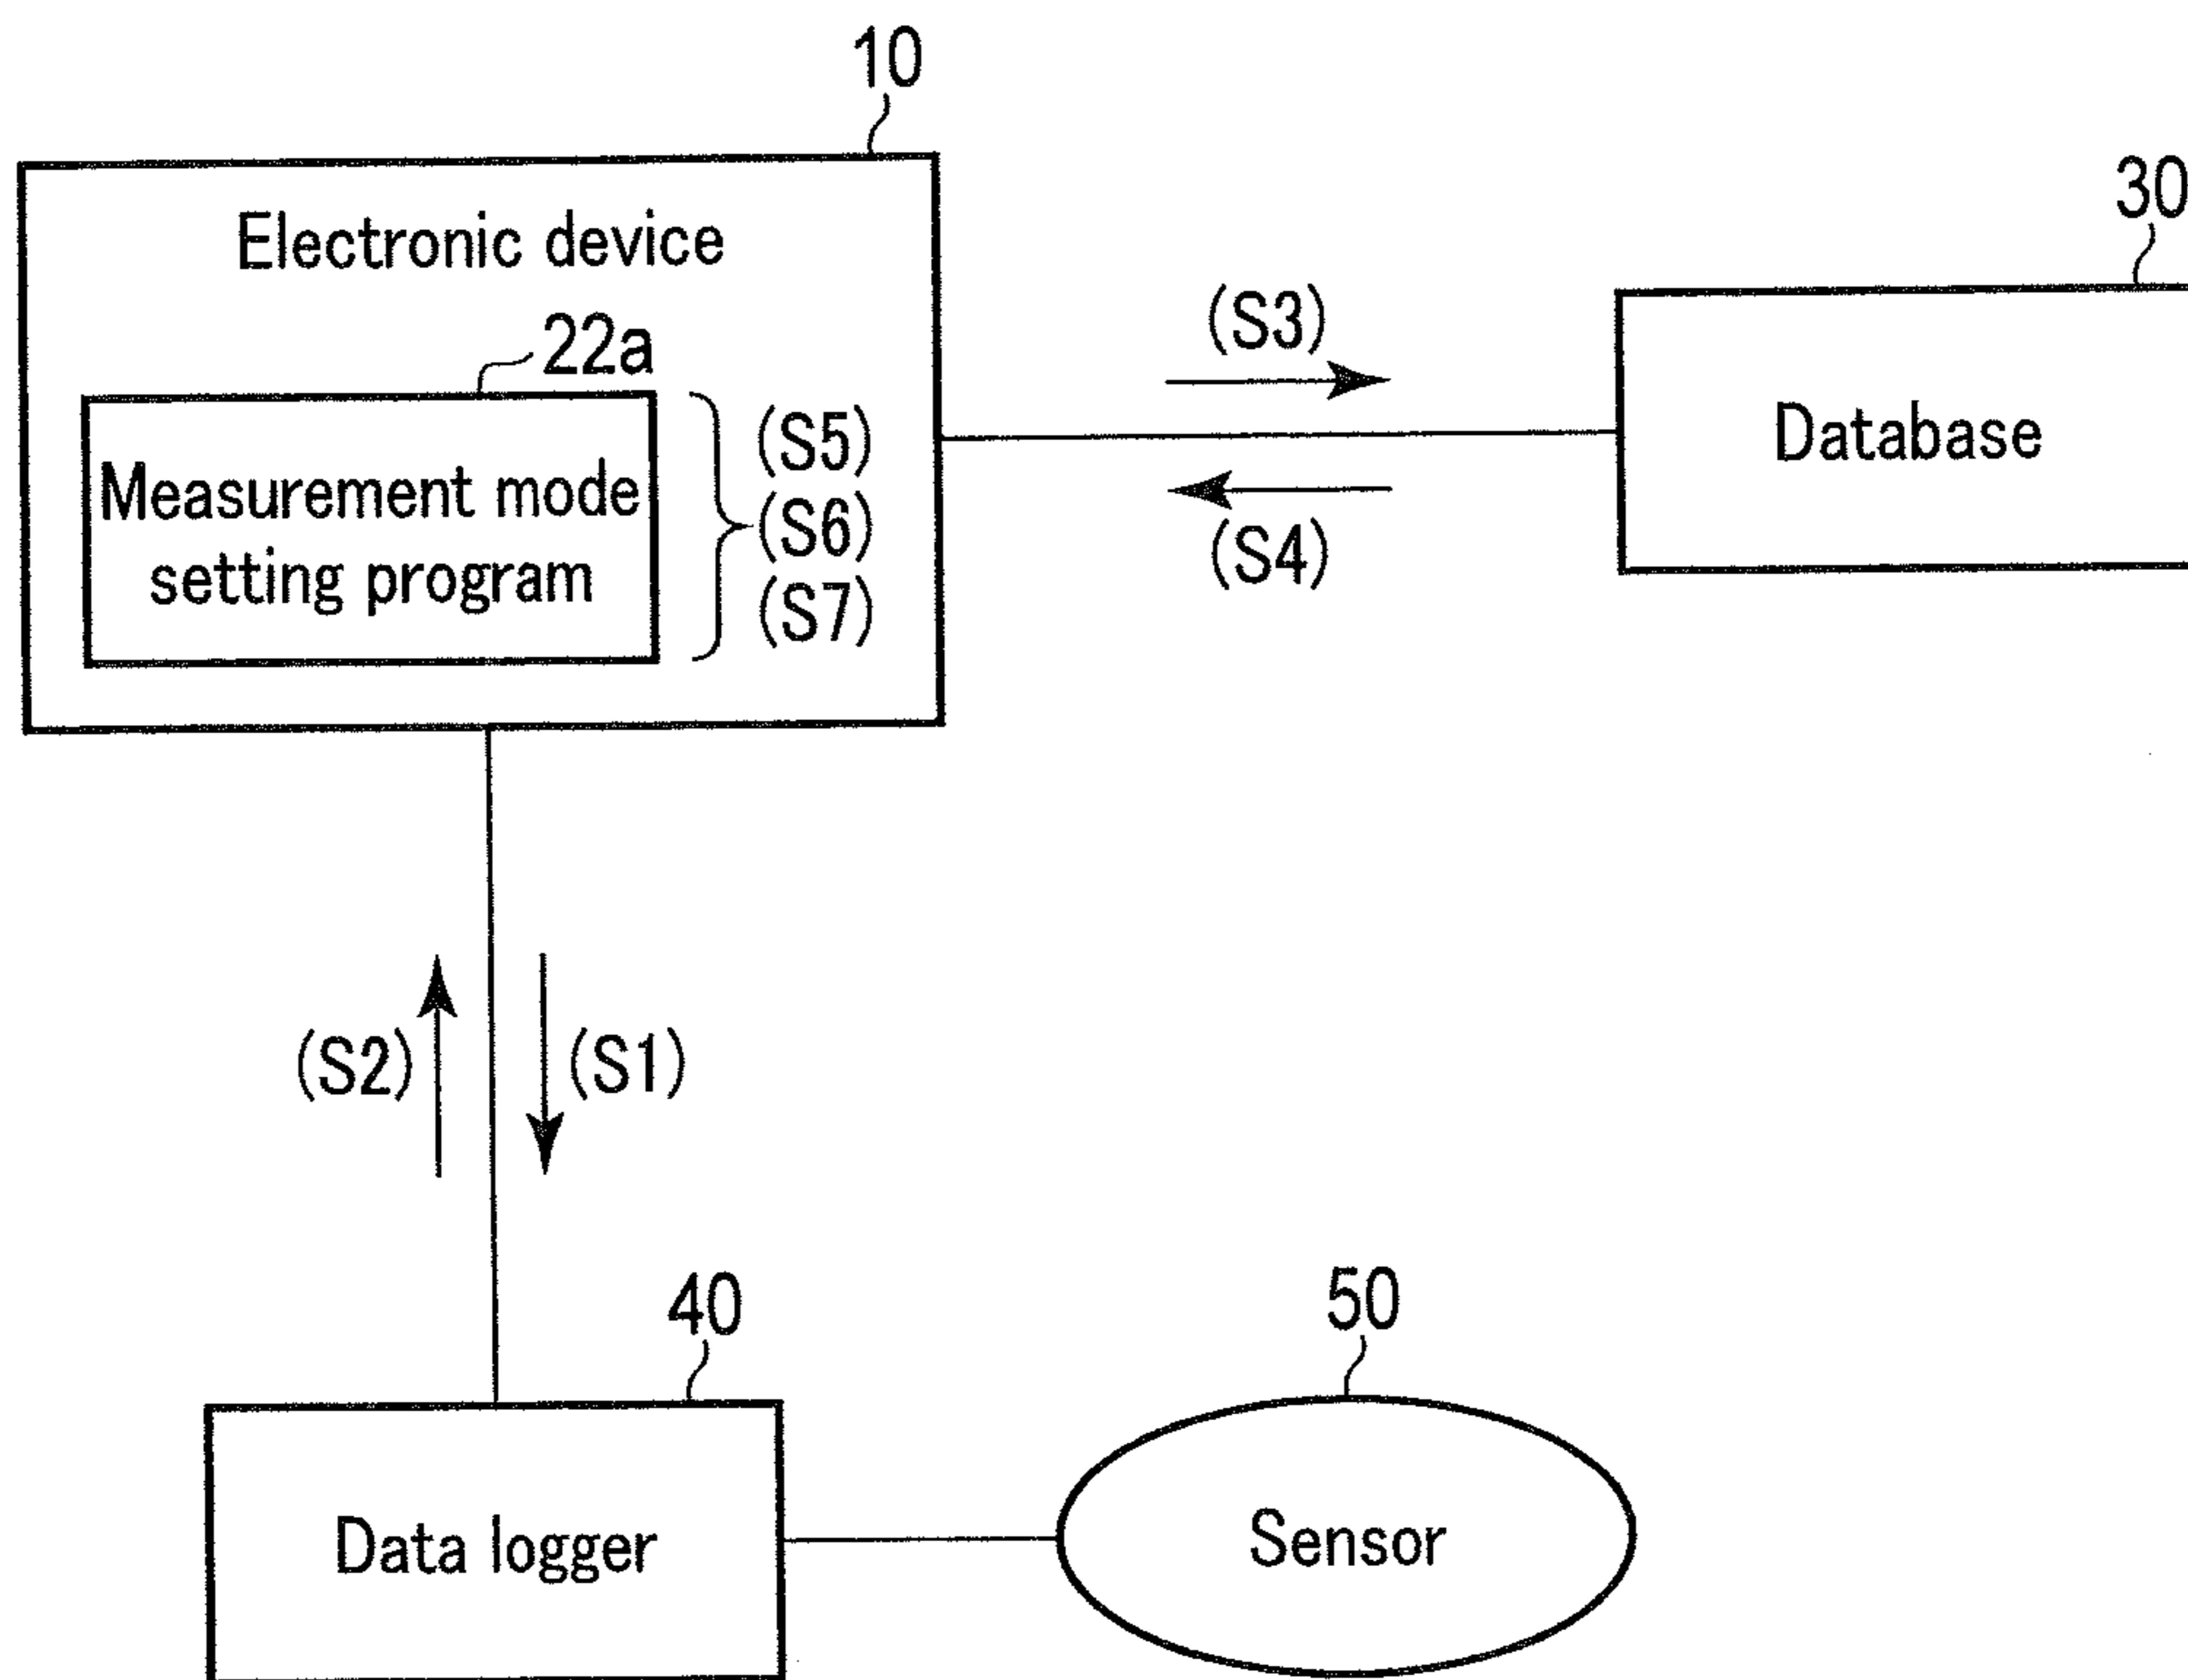 10
Electronic device
22a
Measurement mode
setting program
(S5)
(S6)
(S7)
(S3)
(S4)
30
Database
(S2)
(S1)
40
Data logger
50
Sensor